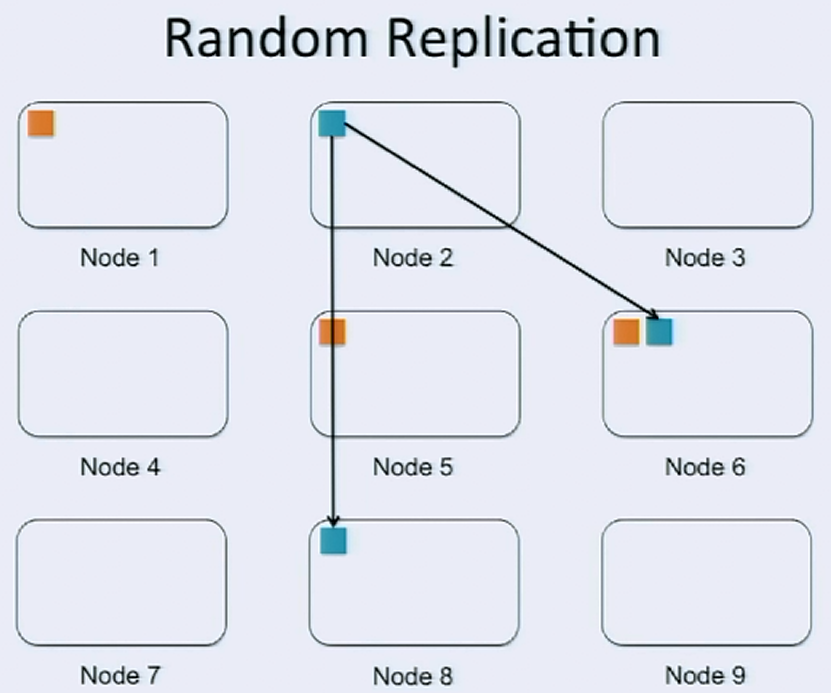 Random Replication
Node 1
Node 2
Node 3
Node 4
Node 5
Node 6
Node 7
Node 8
Node 9